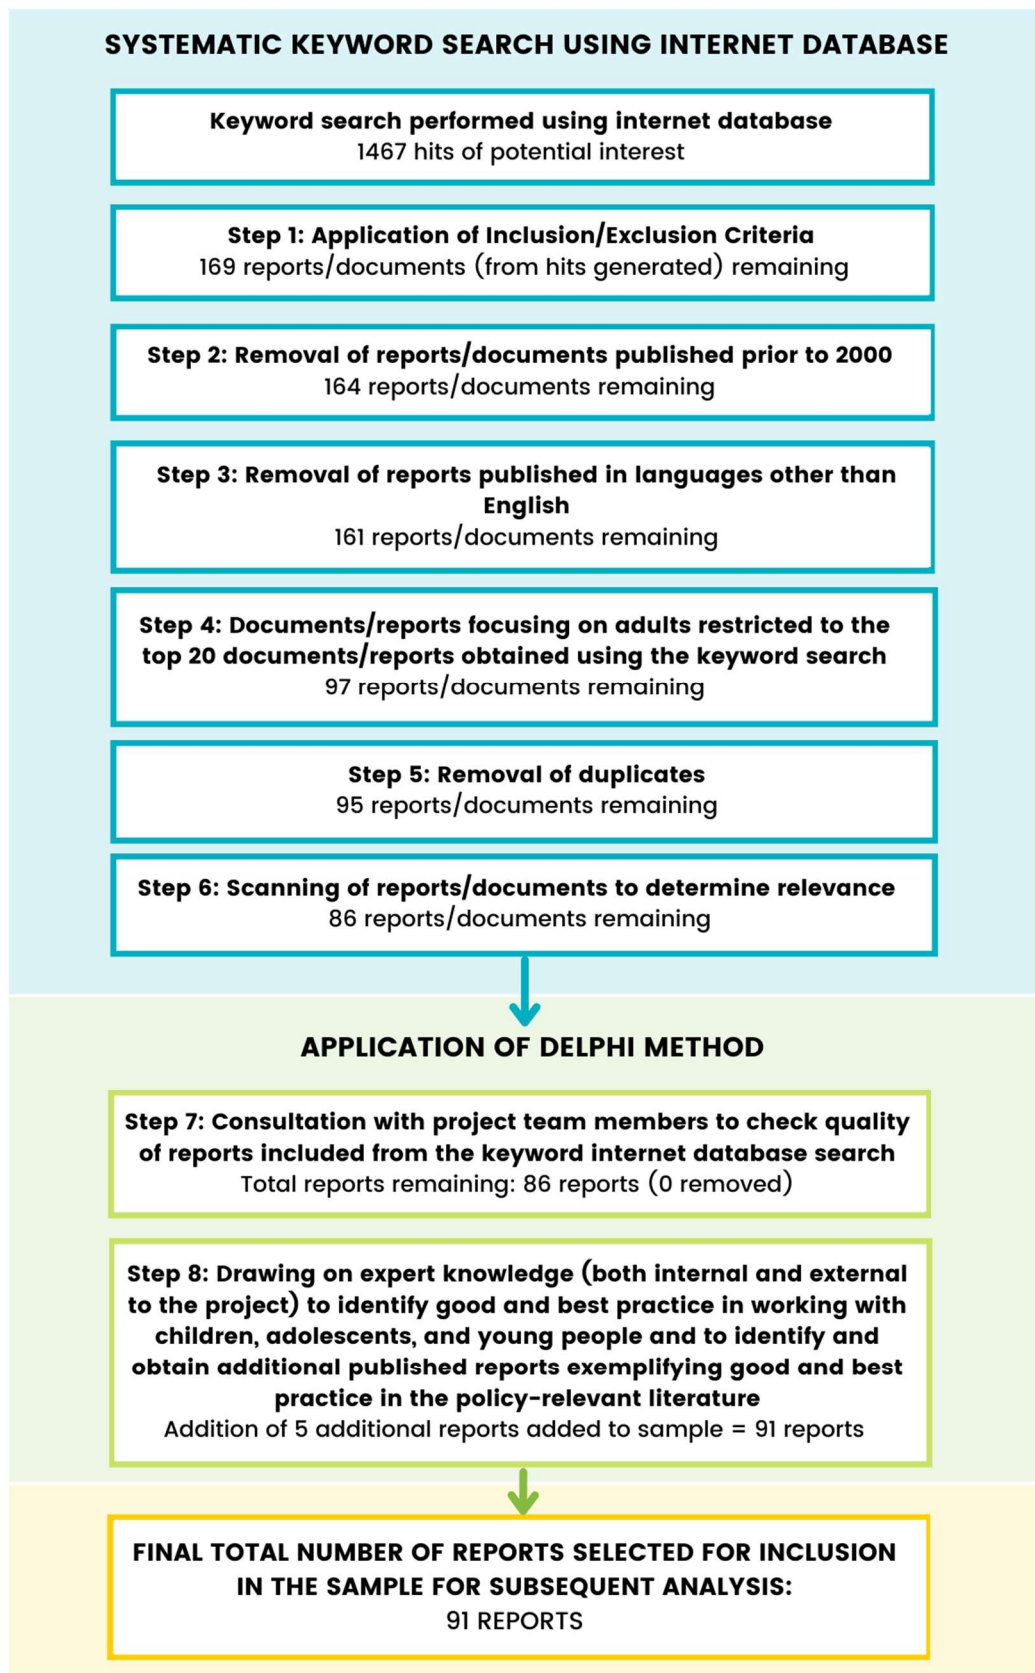 SYSTEMATIC KEYWORD SEARCH USING INTERNET DATABASE
Keyword search performed using internet database
1467 hits of potential interest
Step 1: Application of Inclusion/Exclusion Criteria
169 reports/documents (from hits generated) remaining
Step 2: Removal of reports/documents published prior to 2000
164 reports/documents remaining
Step 3: Removal of reports published in languages other than
English
161 reports/documents remaining
Step 4: Documents/reports focusing on adults restricted to the
top 20 documents/reports obtained using the keyword search
97 reports/documents remaining
Step 5: Removal of duplicates
95 reports/documents remaining
Step 6: Scanning of reports/documents to determine relevance
86 reports/documents remaining
APPLICATION OF DELPHI METHOD
Step 7: Consultation with project team members to check quality
of reports included from the keyword internet database search
Total reports remaining: 86 reports (0 removed)
Step 8: Drawing on expert knowledge (both internal and external
to the project) to identify good and best practice in working with
children, adolescents, and young people and to identify and
obtain additional published reports exemplifying good and best
practice in the policy-relevant literature
Addition of 5 additional reports added to sample = 91 reports
FINAL TOTAL NUMBER OF REPORTS SELECTED FOR INCLUSION
IN THE SAMPLE FOR SUBSEQUENT ANALYSIS:
91 REPORTS